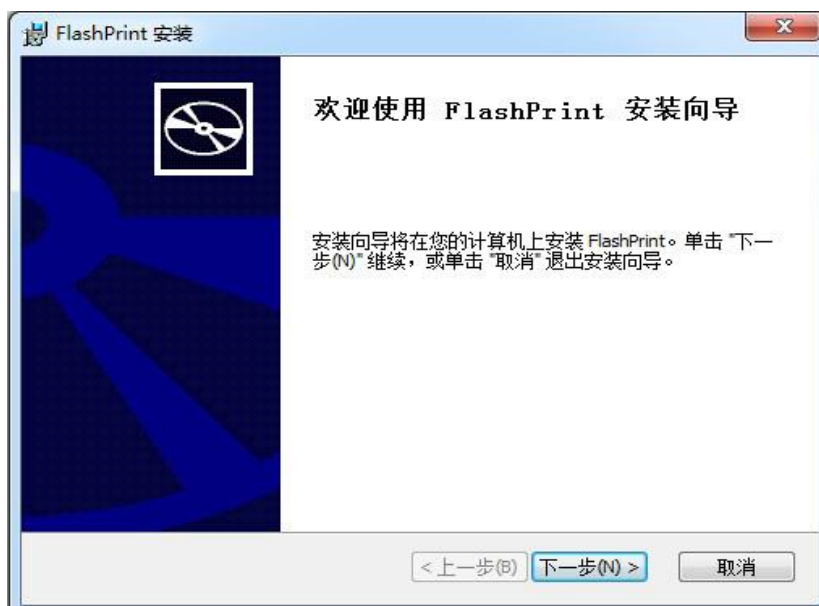 FlashPrint 安装
欢迎使用 FlashPrint 安装向导
安装向导将在您的计算机上安装 FlashPrint。单击 "下一
步(N)" 继续，或单击 "取消" 退出安装向导。
< 上一步(B) 下一步(N) > 取消